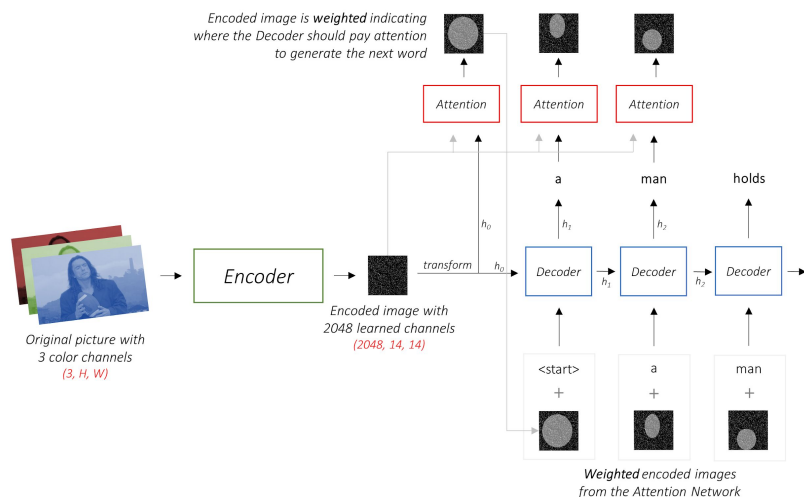 Encoded image is weighted indicating
where the Decoder should pay attention
to generate the next word
Attention
Attention
Attention
a
man
holds
h0
h1
h2
Encoder
transform
h0
Decoder
h1
Decoder
h2
Decoder
Original picture with
3 color channels
(3, H, W)
Encoded image with
2048 learned channels
(2048, 14, 14)
<start>
+
a
+
man
+
Weighted encoded images
from the Attention Network